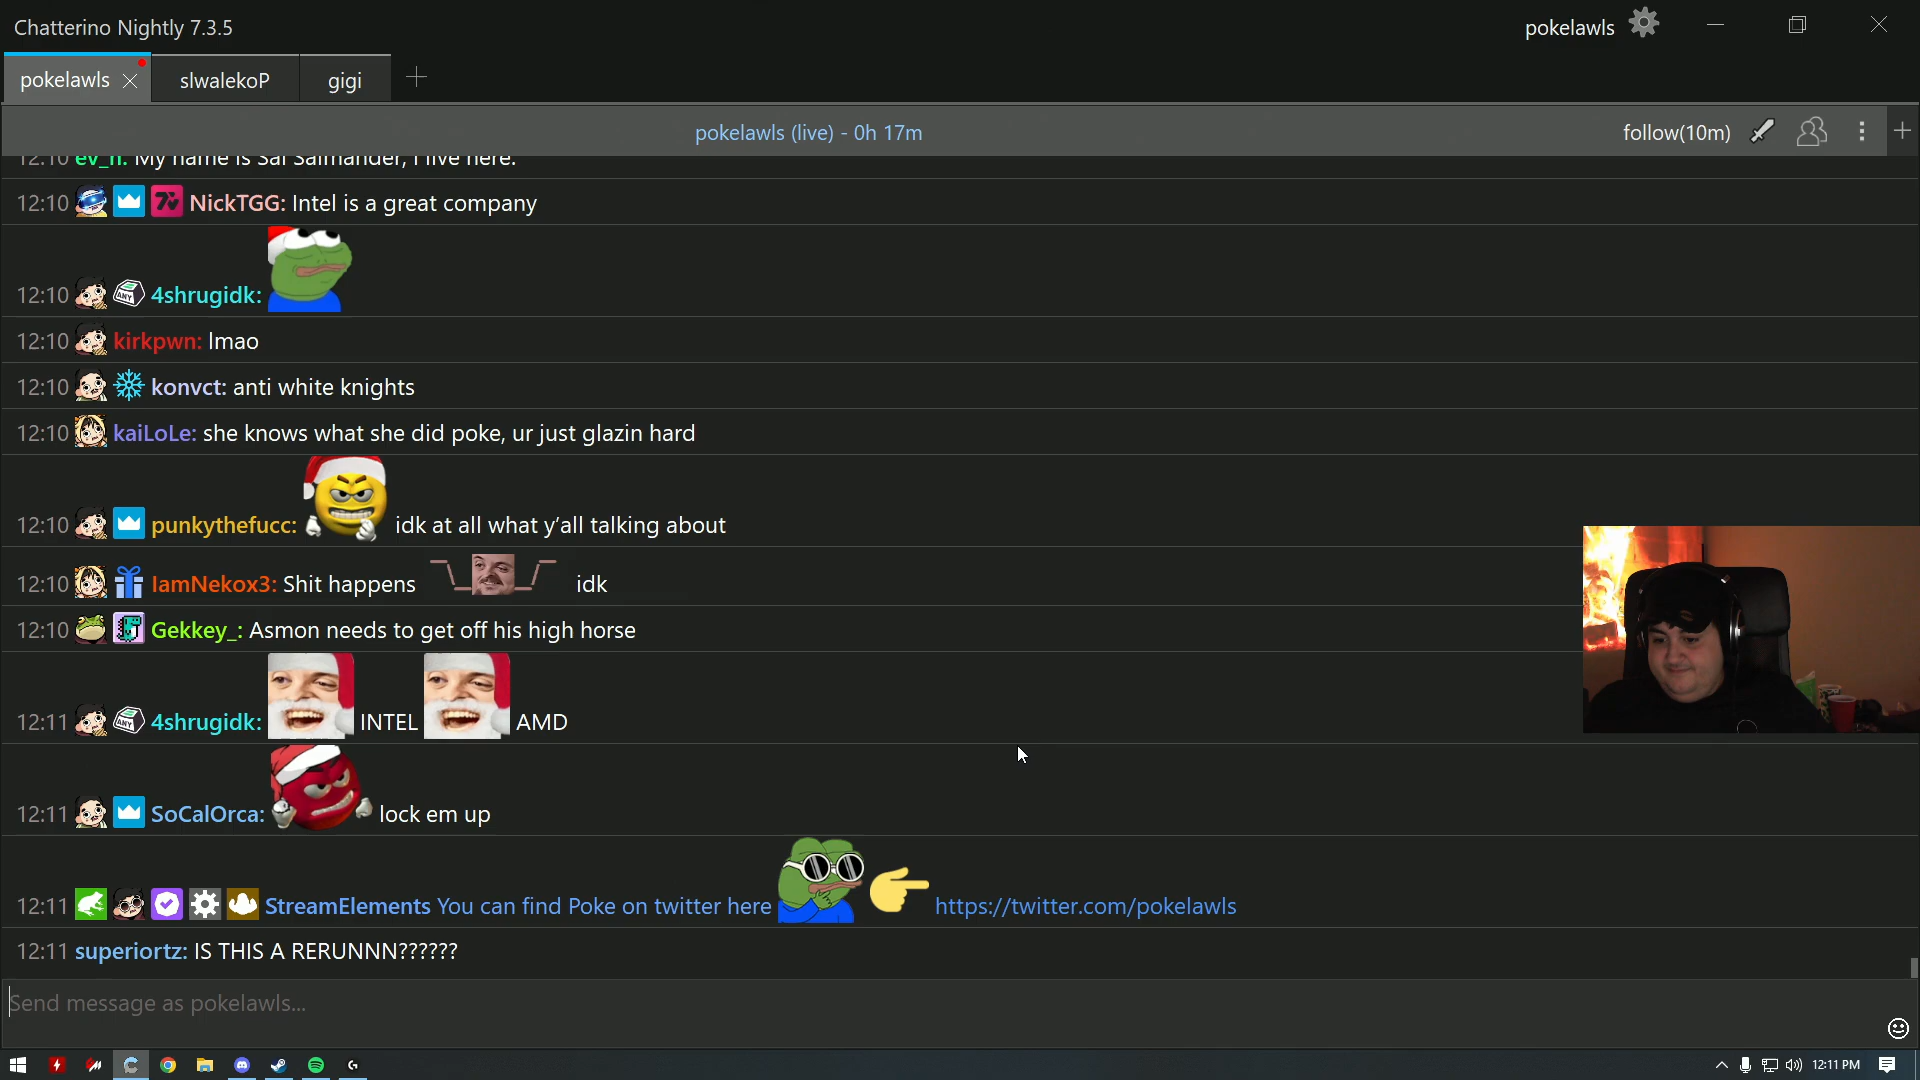 Chatterino Nightly 7.3.5
pokelawls
pokelawls
slwalekoP
gigi
pokelawls (live) - 0h 17m
follow(10m)
12:10 ev_n: My name is Sal Salmander, I live here.
12:10 NickTGG: Intel is a great company
12:10 ANY 4shrugidk:
12:10 kirkpwn: lmao
12:10 konvct: anti white knights
12:10 kaiLoLe: she knows what she did poke, ur just glazin hard
12:10 punkythefucc: idk at all what y'all talking about
12:10 IamNekox3: Shit happens idk
12:10 Gekkey_: Asmon needs to get off his high horse
12:11 ANY 4shrugidk: INTEL AMD
12:11 SoCalOrca: lock em up
12:11 StreamElements You can find Poke on twitter here https://twitter.com/pokelawls
12:11 superiortz: IS THIS A RERUNNN??????
Send message as pokelawls...
12:11 PM